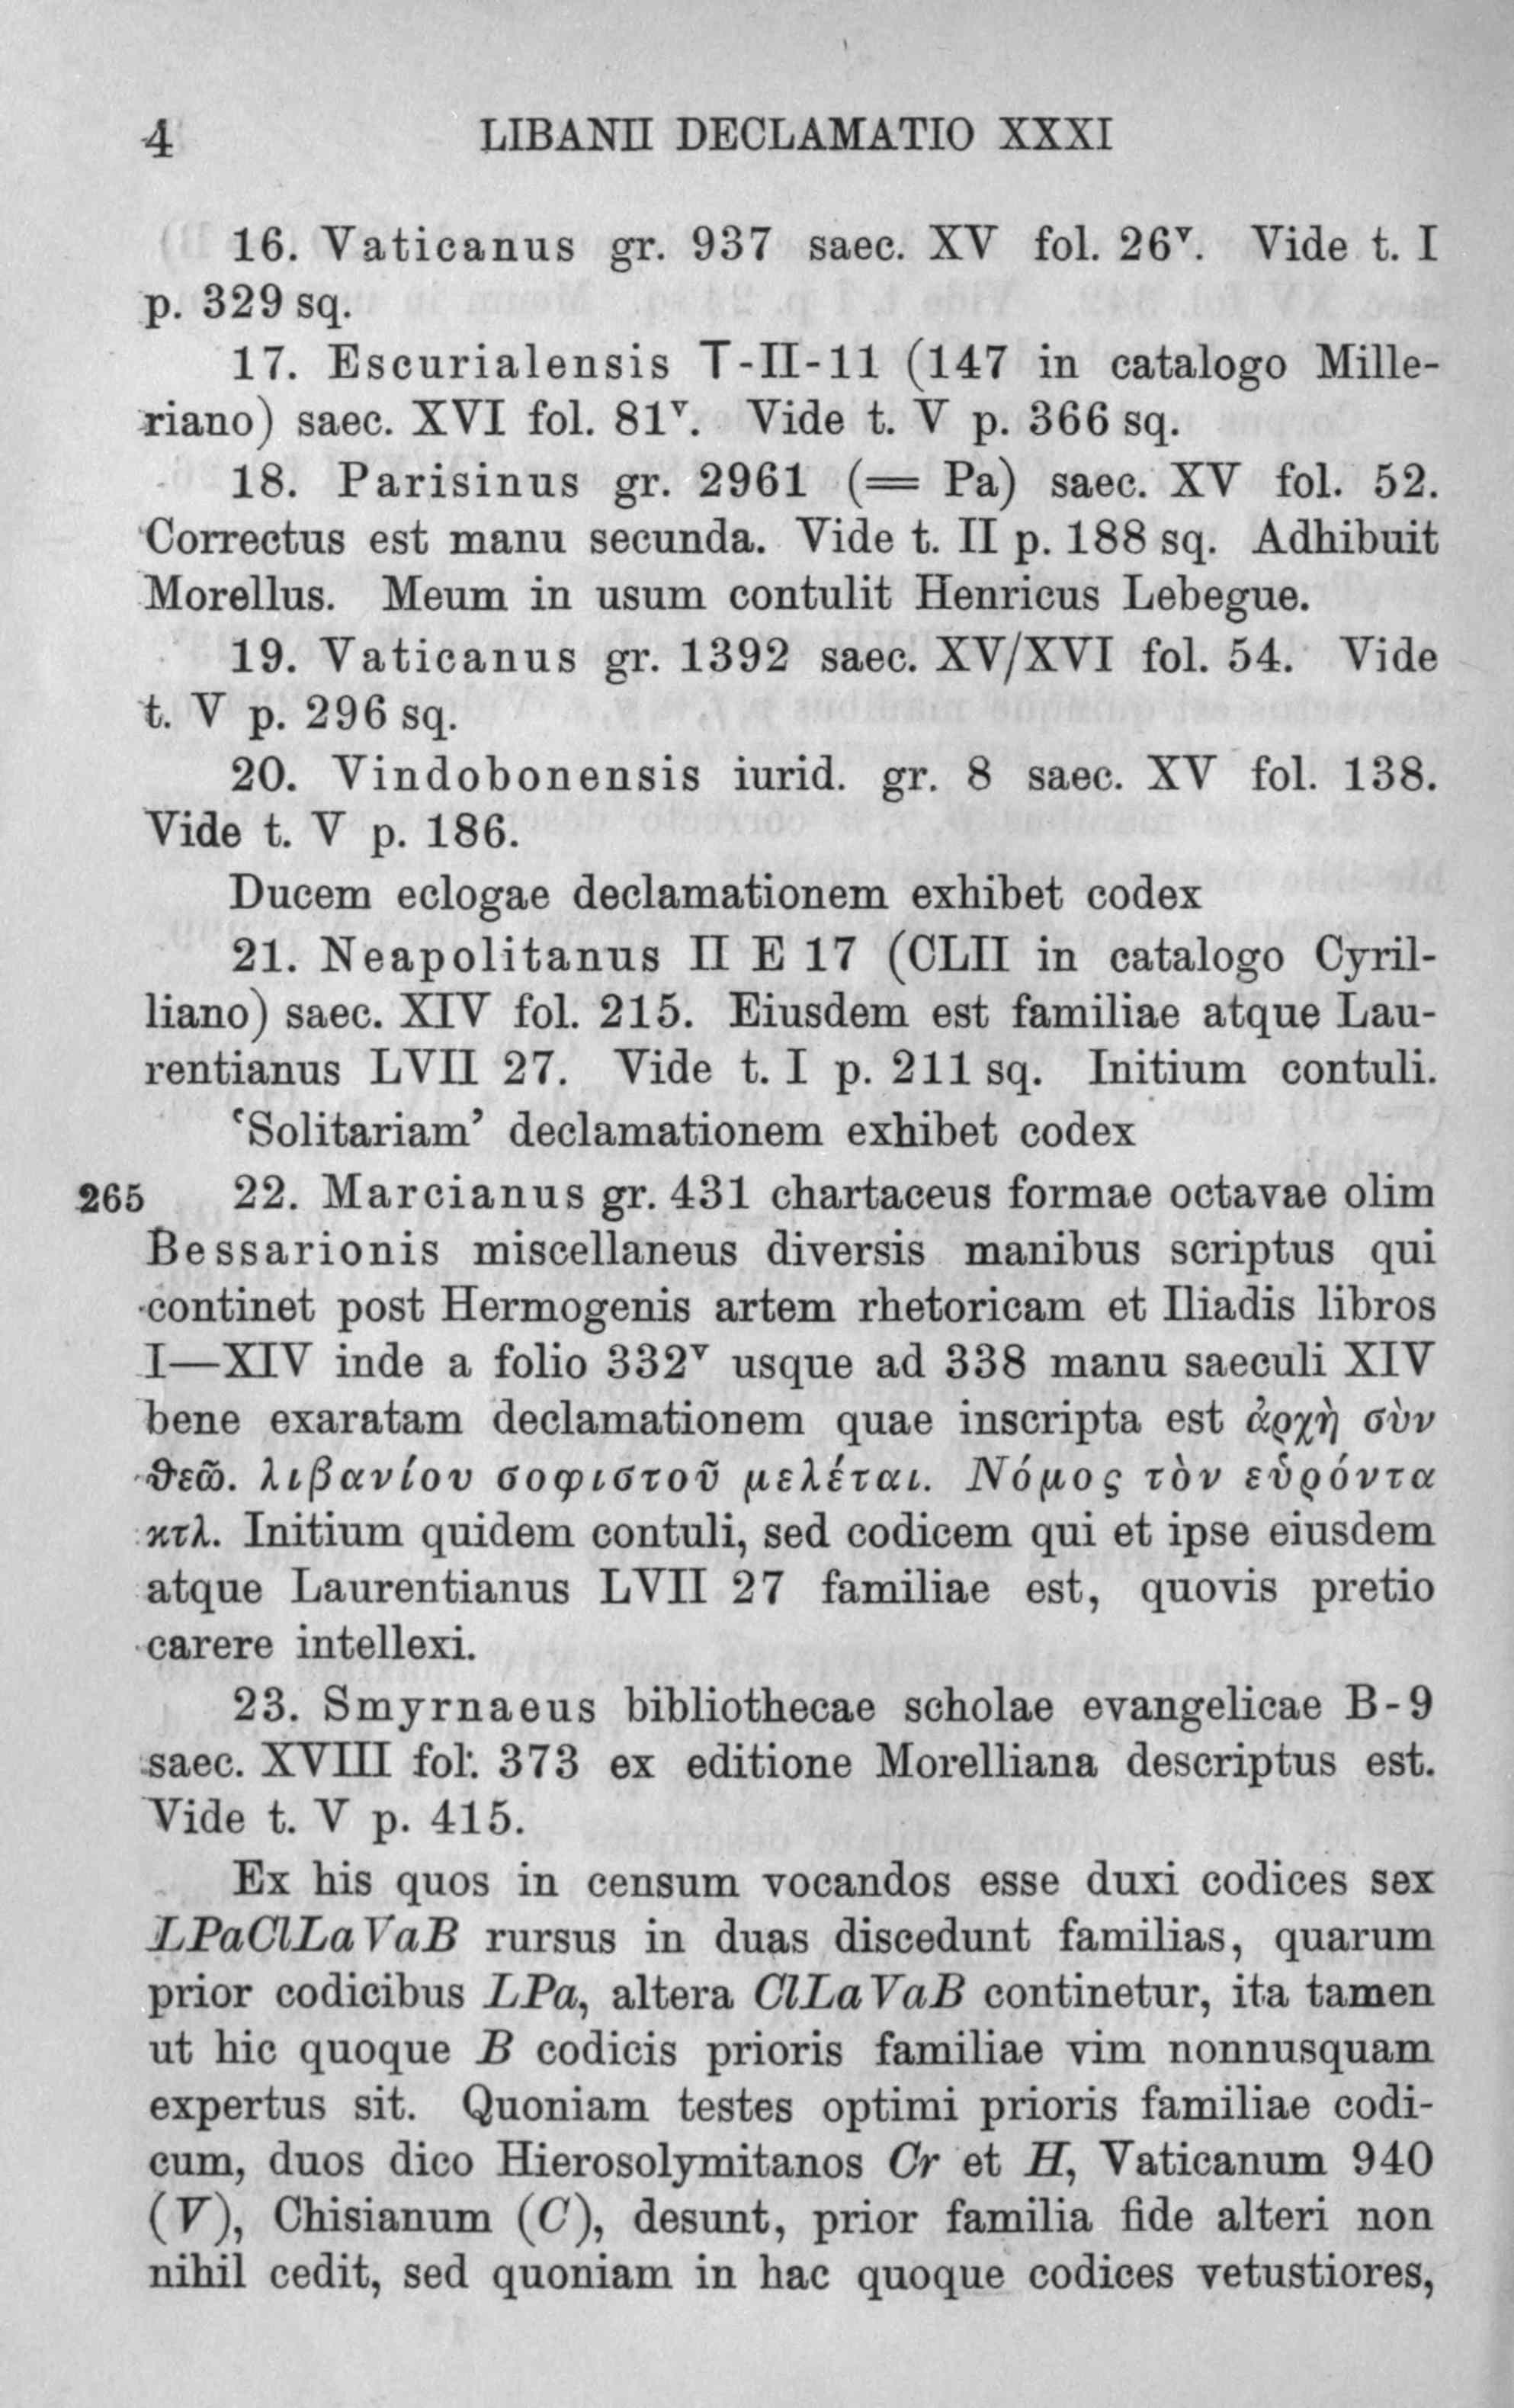 4 LIBANII DECLAMATIO XXXI
16. Vaticanus gr. 937 saec. XV fol. 26ᵛ. Vide t. I
p. 329 sq.
17. Escurialensis T-II-11 (147 in catalogo Mille-
riano) saec. XVI fol. 81ᵛ. Vide t. V p. 366 sq.
18. Parisinus gr. 2961 (= Pa) saec. XV fol. 52.
Correctus est manu secunda. Vide t. II p. 188 sq. Adhibuit
Morellus. Meum in usum contulit Henricus Lebegue.
19. Vaticanus gr. 1392 saec. XV/XVI fol. 54. Vide
t. V p. 296 sq.
20. Vindobonensis iurid. gr. 8 saec. XV fol. 138.
Vide t. V p. 186.
Ducem eclogae declamationem exhibet codex
21. Neapolitanus II E 17 (CLII in catalogo Cyril-
liano) saec. XIV fol. 215. Eiusdem est familiae atque Lau-
rentianus LVII 27. Vide t. I p. 211 sq. Initium contuli.
‘Solitariam’ declamationem exhibet codex
265 22. Marcianus gr. 431 chartaceus formae octavae olim
Bessarionis miscellaneus diversis manibus scriptus qui
continet post Hermogenis artem rhetoricam et Iliadis libros
I—XIV inde a folio 332ᵛ usque ad 338 manu saeculi XIV
bene exaratam declamationem quae inscripta est ἀρχὴ σὺν
θεῶ. λιβανίου σοφιστοῦ μελέται. Νόμος τὸν εὑρόντα
κτλ. Initium quidem contuli, sed codicem qui et ipse eiusdem
atque Laurentianus LVII 27 familiae est, quovis pretio
carere intellexi.
23. Smyrnaeus bibliothecae scholae evangelicae B-9
saec. XVIII fol. 373 ex editione Morelliana descriptus est.
Vide t. V p. 415.
Ex his quos in censum vocandos esse duxi codices sex
LPaClLaVaB rursus in duas discedunt familias, quarum
prior codicibus LPa, altera ClLaVaB continetur, ita tamen
ut hic quoque B codicis prioris familiae vim nonnusquam
expertus sit. Quoniam testes optimi prioris familiae codi-
cum, duos dico Hierosolymitanos Cr et H, Vaticanum 940
(V), Chisianum (C), desunt, prior familia fide alteri non
nihil cedit, sed quoniam in hac quoque codices vetustiores,